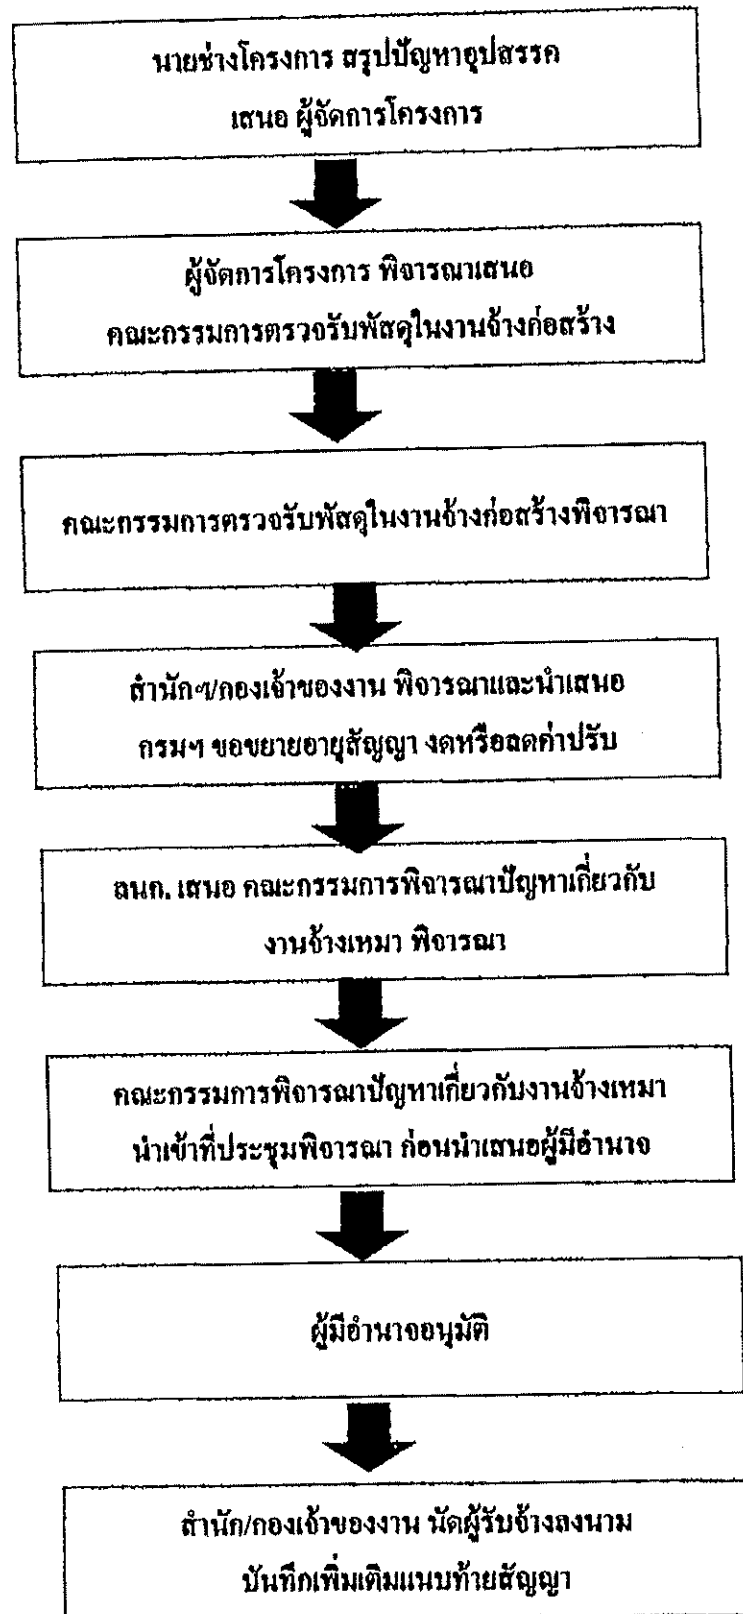 นายช่างโครงการ สรุปปัญหาอุปสรรค
เสนอ ผู้จัดการโครงการ
ผู้จัดการโครงการ พิจารณาเสนอ
คณะกรรมการตรวจรับพัสดุในงานจ้างก่อสร้าง
คณะกรรมการตรวจรับพัสดุในงานจ้างก่อสร้างพิจารณา
สำนักฯ/กองเจ้าของงาน พิจารณาและนำเสนอ
กรมฯ ขอขยายอายุสัญญา งดหรือลดค่าปรับ
ลนก. เสนอ คณะกรรมการพิจารณาปัญหาเกี่ยวกับ
งานจ้างเหมา พิจารณา
คณะกรรมการพิจารณาปัญหาเกี่ยวกับงานจ้างเหมา
นำเข้าที่ประชุมพิจารณา ก่อนนำเสนอผู้มีอำนาจ
ผู้มีอำนาจอนุมัติ
สำนัก/กองเจ้าของงาน นัดผู้รับจ้างลงนาม
บันทึกเพิ่มเติมแนบท้ายสัญญา